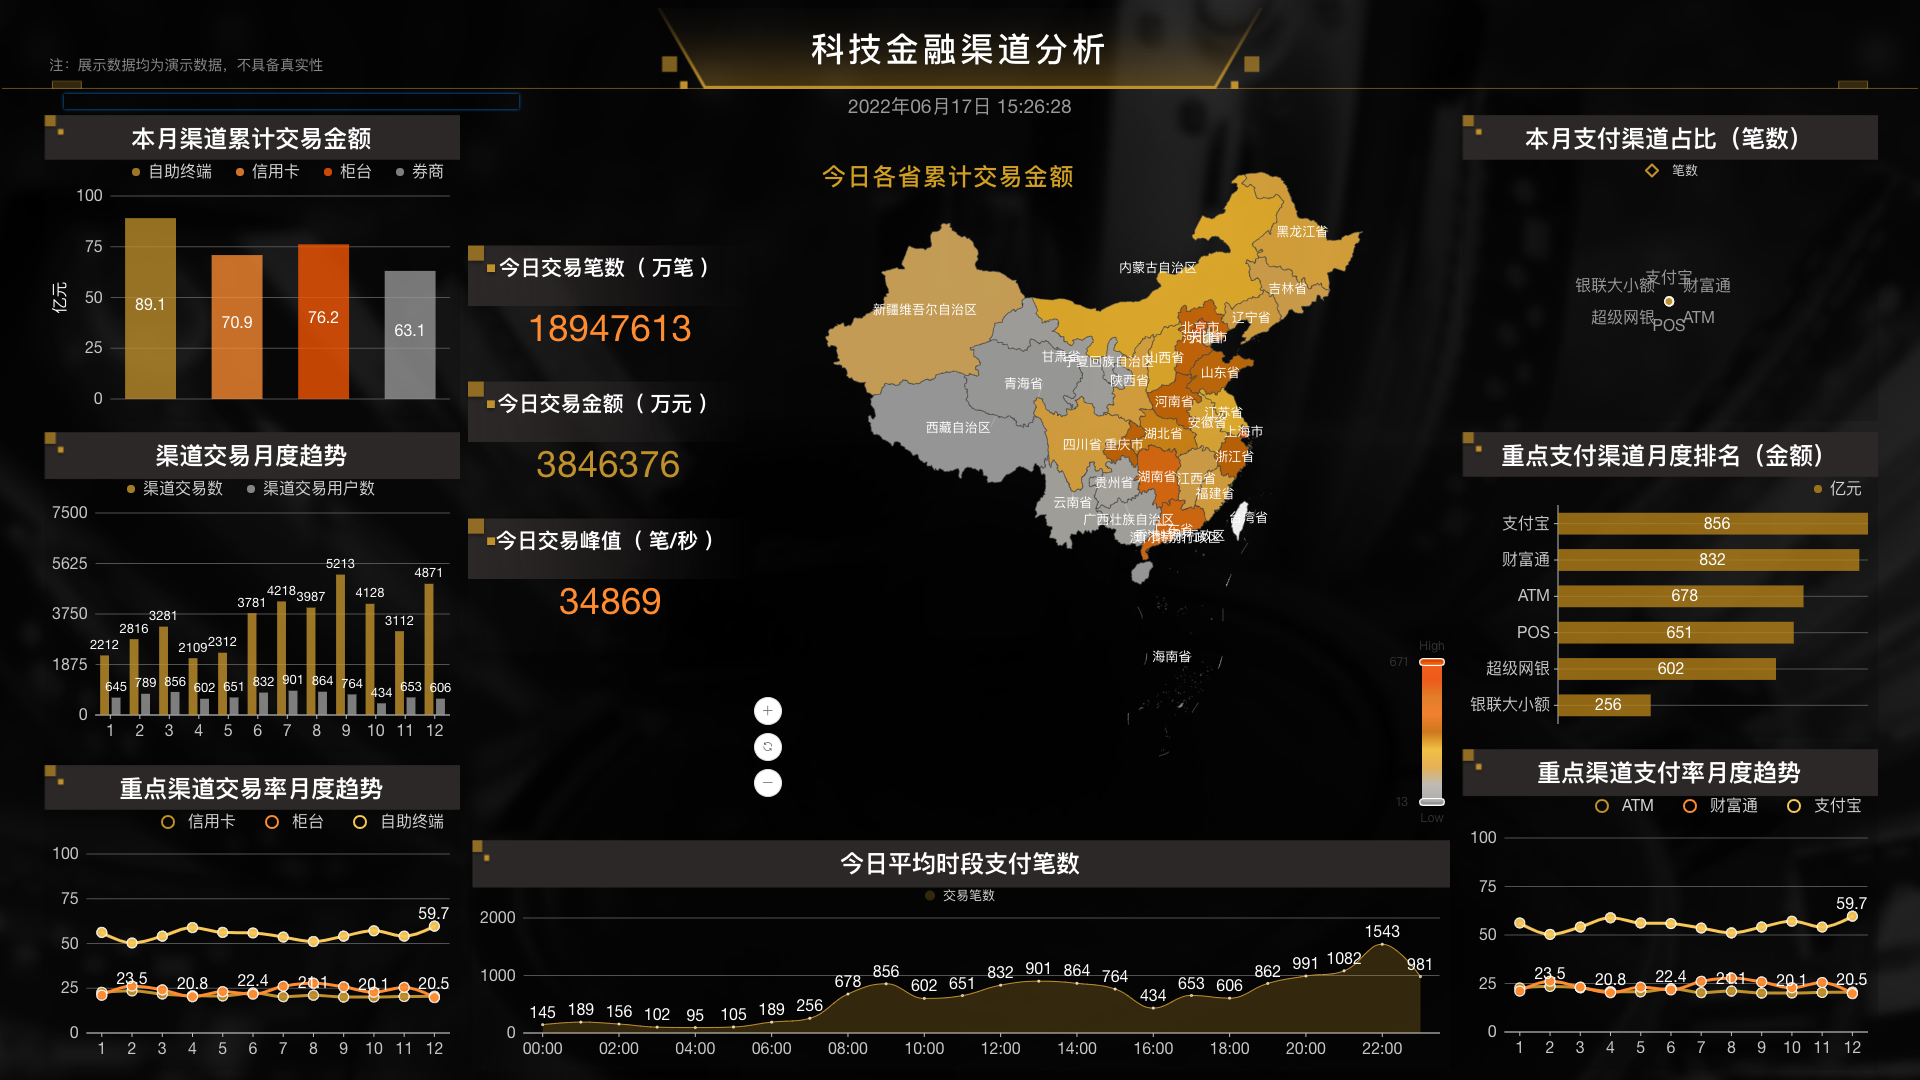 科技金融渠道分析
注：展示数据均为演示数据，不具备真实性
2022年06月17日 15:26:28
本月渠道累计交易金额
自助终端 信用卡 柜台 券商
亿元
100
75
50
25
0
89.1 70.9 76.2 63.1
渠道交易月度趋势
渠道交易数 渠道交易用户数
7500
5625
3750
1875
0
2212 2816 3281 2109 2312 3781 4218 3987 5213 4128 3112 4871
645 789 856 602 651 832 901 864 764 434 653 606
1 2 3 4 5 6 7 8 9 10 11 12
重点渠道交易率月度趋势
信用卡 柜台 自助终端
100
75
50
25
0
59.7
23.5 20.8 22.4 20.1 20.5
1 2 3 4 5 6 7 8 9 10 11 12
今日交易笔数（万笔）
18947613
今日交易金额（万元）
3846376
今日交易峰值（笔/秒）
34869
今日各省累计交易金额
黑龙江省
内蒙古自治区
吉林省
新疆维吾尔自治区
辽宁省
北京市
甘肃省
宁夏回族自治区
山西省
山东省
青海省
陕西省
河南省
江苏省
安徽省
西藏自治区
上海市
湖北省
四川省
重庆市
浙江省
湖南省
江西省
贵州省
福建省
云南省
广西壮族自治区
台湾省
海南省
High
671
13
Low
今日平均时段支付笔数
交易笔数
2000
1000
0
145 189 156 102 95 105 189 256 678 856 602 651 832 901 864 764 434 653 606 862 991 1082 1543 981
00:00 02:00 04:00 06:00 08:00 10:00 12:00 14:00 16:00 18:00 20:00 22:00
本月支付渠道占比（笔数）
笔数
支付宝
银联大小额 财富通
超级网银 POS ATM
重点支付渠道月度排名（金额）
亿元
支付宝 856
财富通 832
ATM 678
POS 651
超级网银 602
银联大小额 256
重点渠道支付率月度趋势
ATM 财富通 支付宝
100
75
50
25
0
59.7
23.5 20.8 22.4 20.1 20.5
1 2 3 4 5 6 7 8 9 10 11 12